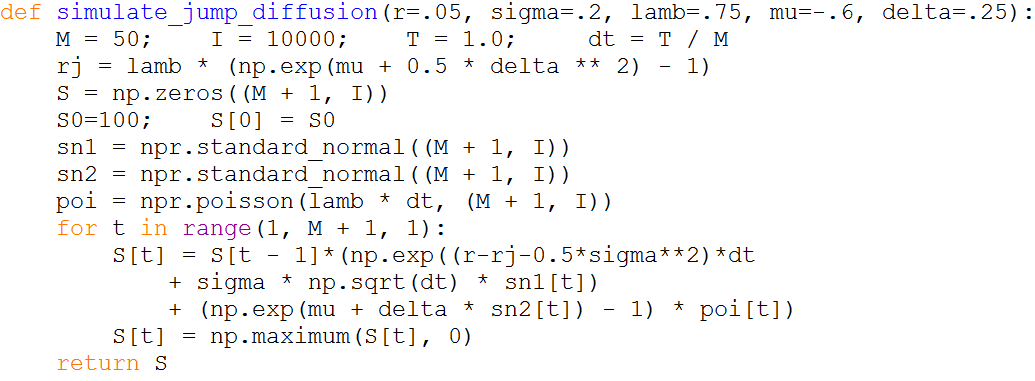 def simulate_jump_diffusion(r=.05, sigma=.2, lamb=.75, mu=-.6, delta=.25):
    M = 50;    I = 10000;    T = 1.0;     dt = T / M
    rj = lamb * (np.exp(mu + 0.5 * delta ** 2) - 1)
    S = np.zeros((M + 1, I))
    S0=100;    S[0] = S0
    sn1 = npr.standard_normal((M + 1, I))
    sn2 = npr.standard_normal((M + 1, I))
    poi = npr.poisson(lamb * dt, (M + 1, I))
    for t in range(1, M + 1, 1):
        S[t] = S[t - 1]*(np.exp((r-rj-0.5*sigma**2)*dt
            + sigma * np.sqrt(dt) * sn1[t])
            + (np.exp(mu + delta * sn2[t]) - 1) * poi[t])
        S[t] = np.maximum(S[t], 0)
    return S